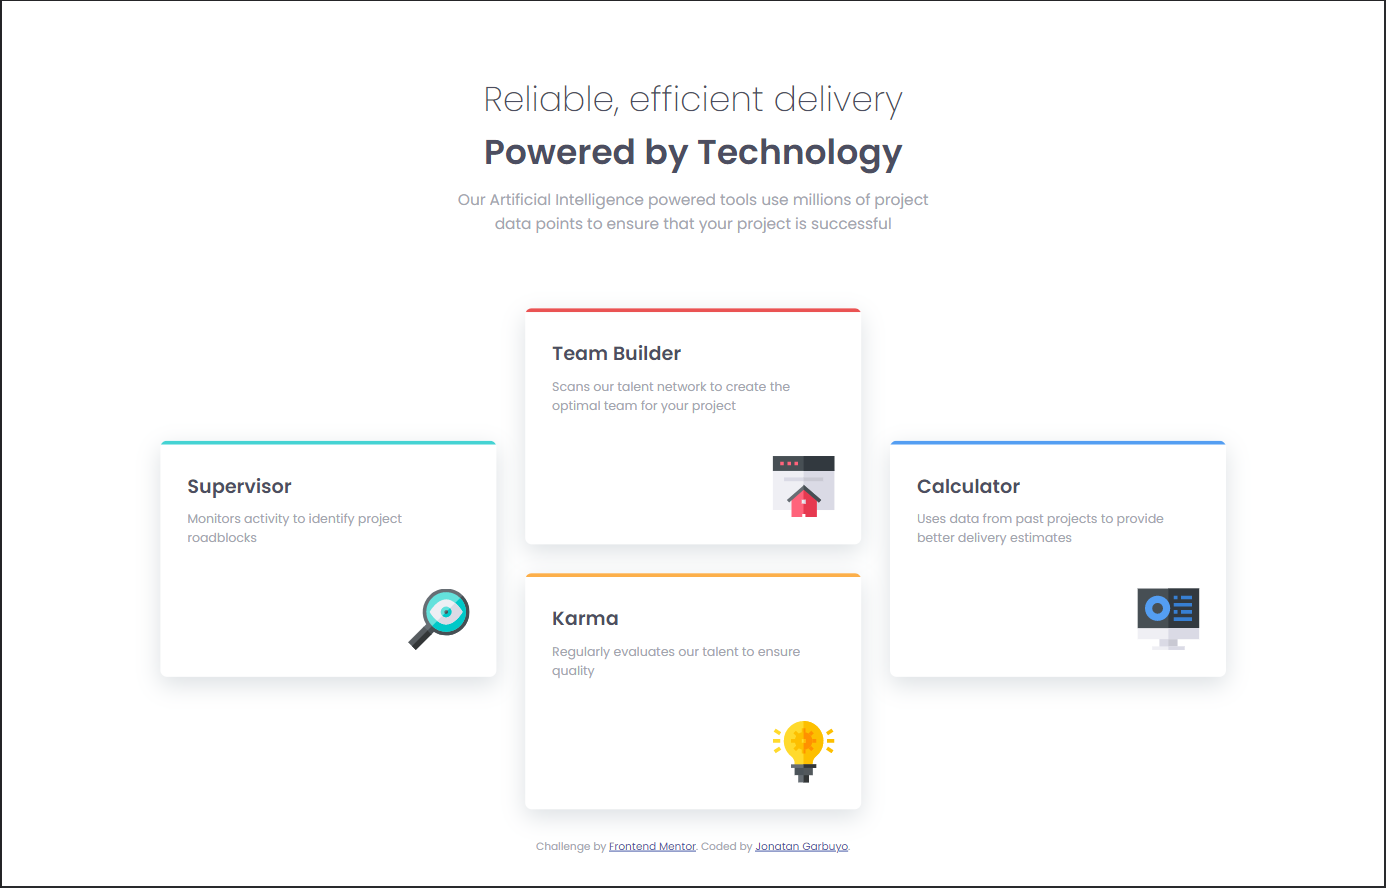 Reliable, efficient delivery
Powered by Technology
Our Artificial Intelligence powered tools use millions of project
data points to ensure that your project is successful
Team Builder
Scans our talent network to create the
optimal team for your project
Supervisor
Monitors activity to identify project
roadblocks
Calculator
Uses data from past projects to provide
better delivery estimates
Karma
Regularly evaluates our talent to ensure
quality
Challenge by Frontend Mentor. Coded by Jonatan Garbuyo.